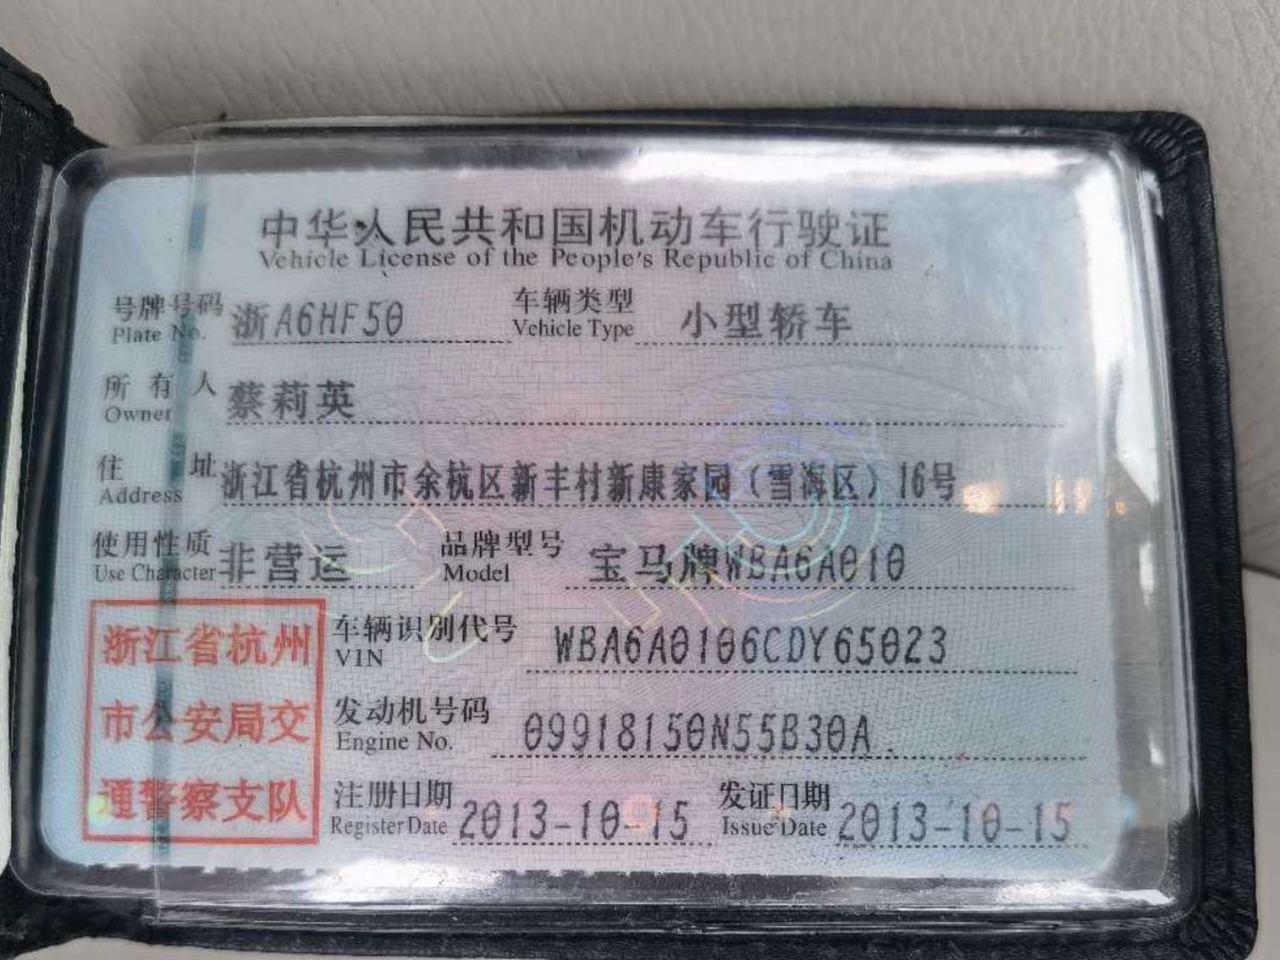 中华人民共和国机动车行驶证
Vehicle License of the People's Republic of China
号牌号码 浙A6HF50 车辆类型 小型轿车
Plate No. Vehicle Type
所有人 蔡莉英
Owner
住址 浙江省杭州市余杭区新丰村新康家园（雪海区）16号
Address
使用性质 非营运 品牌型号 宝马牌WBA6A010
Use Character Model
浙江省杭州 车辆识别代号 WBA6A0106CDY65023
VIN
市公安局交 发动机号码 09918150N55B30A
Engine No.
通警察支队 注册日期 2013-10-15 发证日期 2013-10-15
Register Date Issue Date